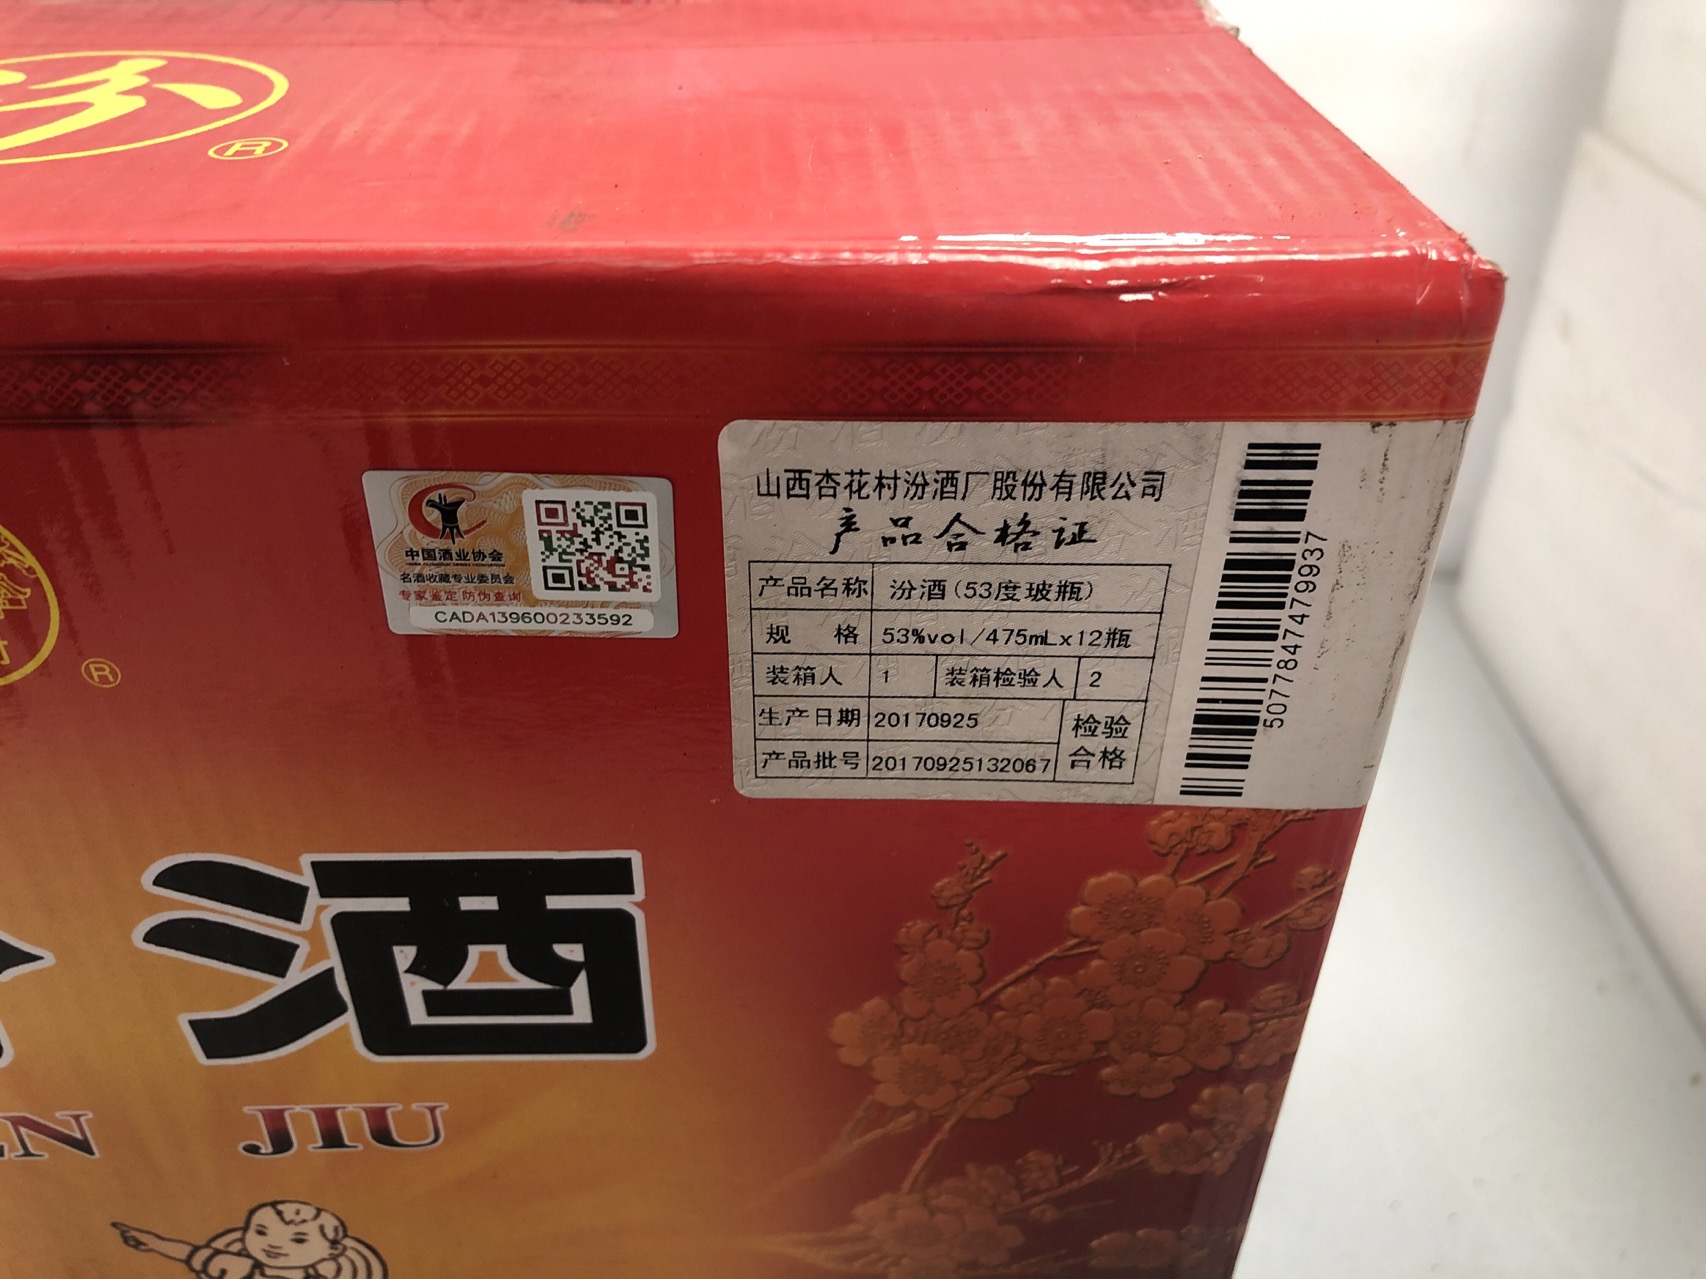 汾
®
®
中国酒业协会
名酒收藏专业委员会
专家鉴定 防伪查询
CADA139600233592
山西杏花村汾酒厂股份有限公司
产品合格证
产品名称 汾酒(53度玻瓶)
规 格 53%vol/475mLx12瓶
装箱人 1 装箱检验人 2
生产日期 20170925 检验
产品批号 20170925132067 合格
50778474479937
酒
EN JIU